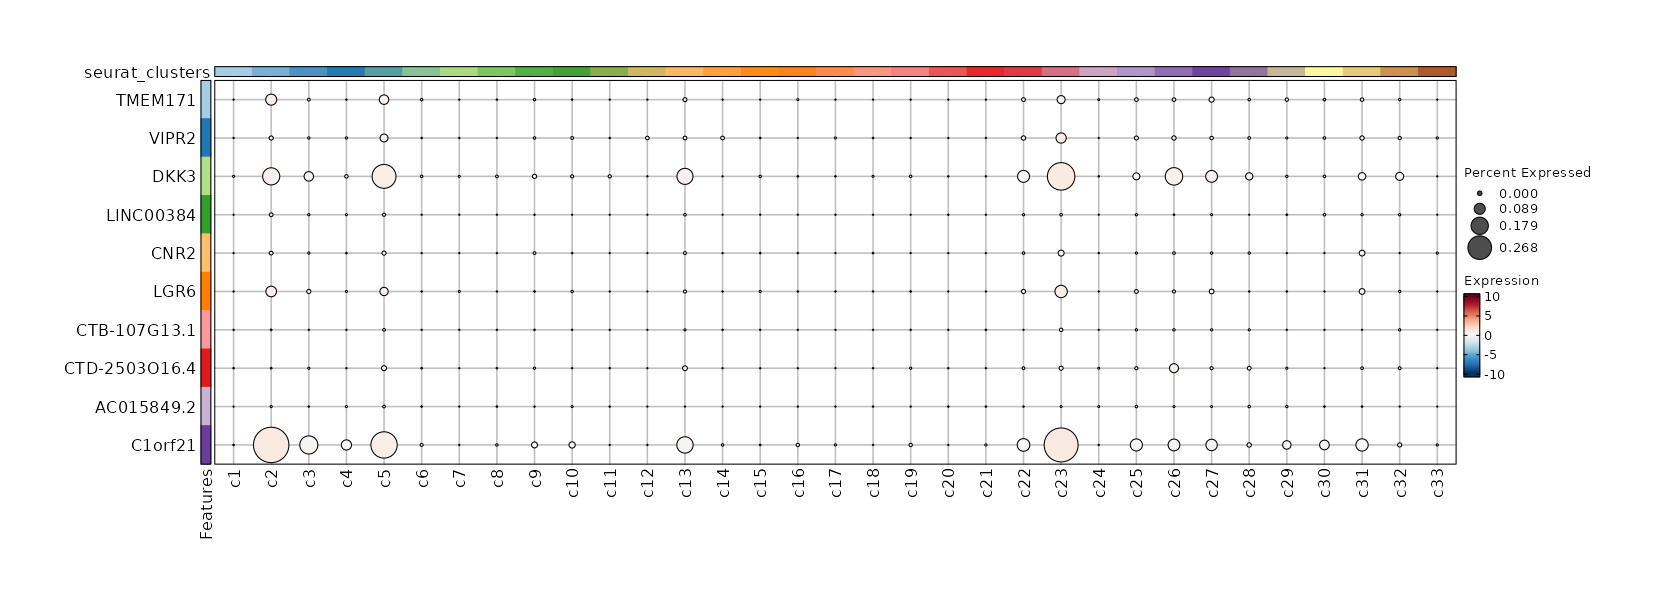 seurat_clusters
TMEM171
VIPR2
DKK3
LINC00384
CNR2
LGR6
CTB-107G13.1
CTD-2503O16.4
AC015849.2
C1orf21
Features
c1
c2
c3
c4
c5
c6
c7
c8
c9
c10
c11
c12
c13
c14
c15
c16
c17
c18
c19
c20
c21
c22
c23
c24
c25
c26
c27
c28
c29
c30
c31
c32
c33
Percent Expressed
0.000
0.089
0.179
0.268
Expression
10
5
0
-5
-10